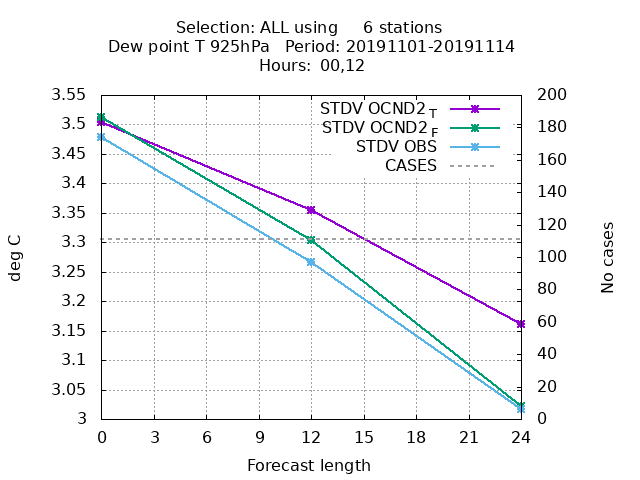 Selection: ALL using     6 stations
Dew point T 925hPa   Period: 20191101-20191114
Hours:  00,12
STDV OCND2 T
STDV OCND2 F
STDV OBS
CASES
3.55
3.5
3.45
3.4
3.35
3.3
3.25
3.2
3.15
3.1
3.05
3
deg C
200
180
160
140
120
100
80
60
40
20
0
No cases
0 3 6 9 12 15 18 21 24
Forecast length